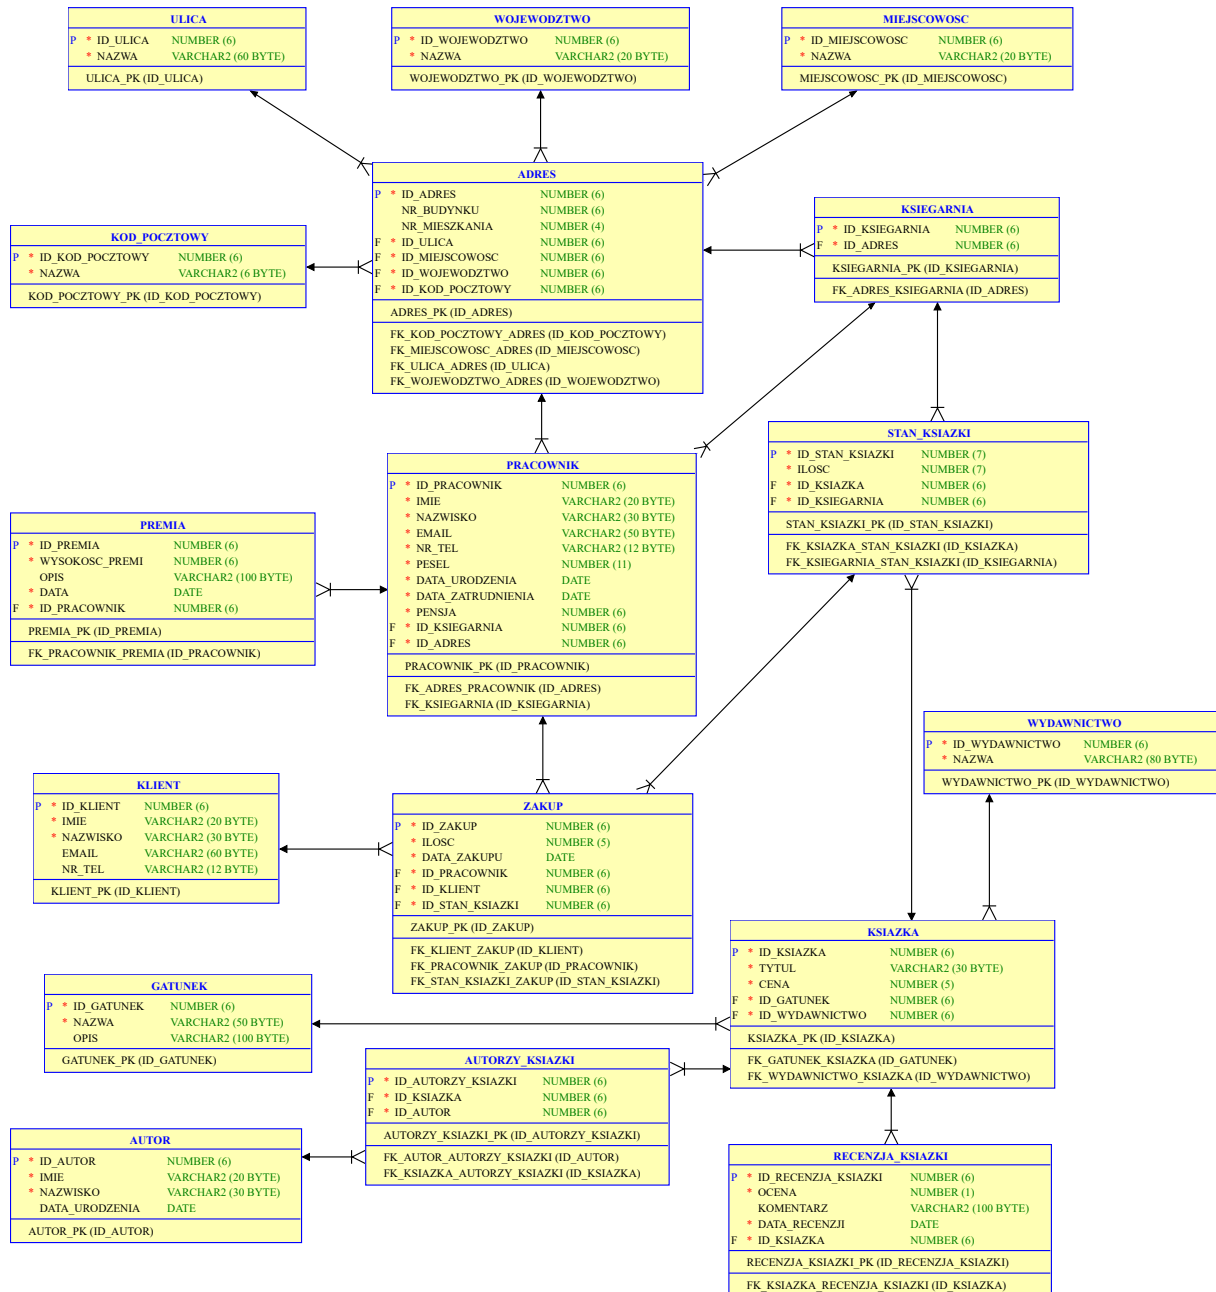 ULICA
P * ID_ULICA NUMBER (6)
* NAZWA VARCHAR2 (60 BYTE)
ULICA_PK (ID_ULICA)
WOJEWODZTWO
P * ID_WOJEWODZTWO NUMBER (6)
* NAZWA VARCHAR2 (20 BYTE)
WOJEWODZTWO_PK (ID_WOJEWODZTWO)
MIEJSCOWOSC
P * ID_MIEJSCOWOSC NUMBER (6)
* NAZWA VARCHAR2 (20 BYTE)
MIEJSCOWOSC_PK (ID_MIEJSCOWOSC)
ADRES
P * ID_ADRES NUMBER (6)
NR_BUDYNKU NUMBER (6)
NR_MIESZKANIA NUMBER (4)
F * ID_ULICA NUMBER (6)
F * ID_MIEJSCOWOSC NUMBER (6)
F * ID_WOJEWODZTWO NUMBER (6)
F * ID_KOD_POCZTOWY NUMBER (6)
ADRES_PK (ID_ADRES)
FK_KOD_POCZTOWY_ADRES (ID_KOD_POCZTOWY)
FK_MIEJSCOWOSC_ADRES (ID_MIEJSCOWOSC)
FK_ULICA_ADRES (ID_ULICA)
FK_WOJEWODZTWO_ADRES (ID_WOJEWODZTWO)
KSIEGARNIA
P * ID_KSIEGARNIA NUMBER (6)
F * ID_ADRES NUMBER (6)
KSIEGARNIA_PK (ID_KSIEGARNIA)
FK_ADRES_KSIEGARNIA (ID_ADRES)
KOD_POCZTOWY
P * ID_KOD_POCZTOWY NUMBER (6)
* NAZWA VARCHAR2 (6 BYTE)
KOD_POCZTOWY_PK (ID_KOD_POCZTOWY)
STAN_KSIAZKI
P * ID_STAN_KSIAZKI NUMBER (7)
* ILOSC NUMBER (7)
F * ID_KSIAZKA NUMBER (6)
F * ID_KSIEGARNIA NUMBER (6)
STAN_KSIAZKI_PK (ID_STAN_KSIAZKI)
FK_KSIAZKA_STAN_KSIAZKI (ID_KSIAZKA)
FK_KSIEGARNIA_STAN_KSIAZKI (ID_KSIEGARNIA)
PRACOWNIK
P * ID_PRACOWNIK NUMBER (6)
* IMIE VARCHAR2 (20 BYTE)
* NAZWISKO VARCHAR2 (30 BYTE)
* EMAIL VARCHAR2 (50 BYTE)
* NR_TEL VARCHAR2 (12 BYTE)
* PESEL NUMBER (11)
* DATA_URODZENIA DATE
* DATA_ZATRUDNIENIA DATE
* PENSJA NUMBER (6)
F * ID_KSIEGARNIA NUMBER (6)
F * ID_ADRES NUMBER (6)
PRACOWNIK_PK (ID_PRACOWNIK)
FK_ADRES_PRACOWNIK (ID_ADRES)
FK_KSIEGARNIA (ID_KSIEGARNIA)
PREMIA
P * ID_PREMIA NUMBER (6)
* WYSOKOSC_PREMI NUMBER (6)
OPIS VARCHAR2 (100 BYTE)
* DATA DATE
F * ID_PRACOWNIK NUMBER (6)
PREMIA_PK (ID_PREMIA)
FK_PRACOWNIK_PREMIA (ID_PRACOWNIK)
WYDAWNICTWO
P * ID_WYDAWNICTWO NUMBER (6)
* NAZWA VARCHAR2 (80 BYTE)
WYDAWNICTWO_PK (ID_WYDAWNICTWO)
KLIENT
P * ID_KLIENT NUMBER (6)
* IMIE VARCHAR2 (20 BYTE)
* NAZWISKO VARCHAR2 (30 BYTE)
EMAIL VARCHAR2 (60 BYTE)
NR_TEL VARCHAR2 (12 BYTE)
KLIENT_PK (ID_KLIENT)
ZAKUP
P * ID_ZAKUP NUMBER (6)
* ILOSC NUMBER (5)
* DATA_ZAKUPU DATE
F * ID_PRACOWNIK NUMBER (6)
F * ID_KLIENT NUMBER (6)
F * ID_STAN_KSIAZKI NUMBER (6)
ZAKUP_PK (ID_ZAKUP)
FK_KLIENT_ZAKUP (ID_KLIENT)
FK_PRACOWNIK_ZAKUP (ID_PRACOWNIK)
FK_STAN_KSIAZKI_ZAKUP (ID_STAN_KSIAZKI)
KSIAZKA
P * ID_KSIAZKA NUMBER (6)
* TYTUL VARCHAR2 (30 BYTE)
* CENA NUMBER (5)
F * ID_GATUNEK NUMBER (6)
F * ID_WYDAWNICTWO NUMBER (6)
KSIAZKA_PK (ID_KSIAZKA)
FK_GATUNEK_KSIAZKA (ID_GATUNEK)
FK_WYDAWNICTWO_KSIAZKA (ID_WYDAWNICTWO)
GATUNEK
P * ID_GATUNEK NUMBER (6)
* NAZWA VARCHAR2 (50 BYTE)
OPIS VARCHAR2 (100 BYTE)
GATUNEK_PK (ID_GATUNEK)
AUTORZY_KSIAZKI
P * ID_AUTORZY_KSIAZKI NUMBER (6)
F * ID_KSIAZKA NUMBER (6)
F * ID_AUTOR NUMBER (6)
AUTORZY_KSIAZKI_PK (ID_AUTORZY_KSIAZKI)
FK_AUTOR_AUTORZY_KSIAZKI (ID_AUTOR)
FK_KSIAZKA_AUTORZY_KSIAZKI (ID_KSIAZKA)
AUTOR
P * ID_AUTOR NUMBER (6)
* IMIE VARCHAR2 (20 BYTE)
* NAZWISKO VARCHAR2 (30 BYTE)
DATA_URODZENIA DATE
AUTOR_PK (ID_AUTOR)
RECENZJA_KSIAZKI
P * ID_RECENZJA_KSIAZKI NUMBER (6)
* OCENA NUMBER (1)
KOMENTARZ VARCHAR2 (100 BYTE)
* DATA_RECENZJI DATE
F * ID_KSIAZKA NUMBER (6)
RECENZJA_KSIAZKI_PK (ID_RECENZJA_KSIAZKI)
FK_KSIAZKA_RECENZJA_KSIAZKI (ID_KSIAZKA)